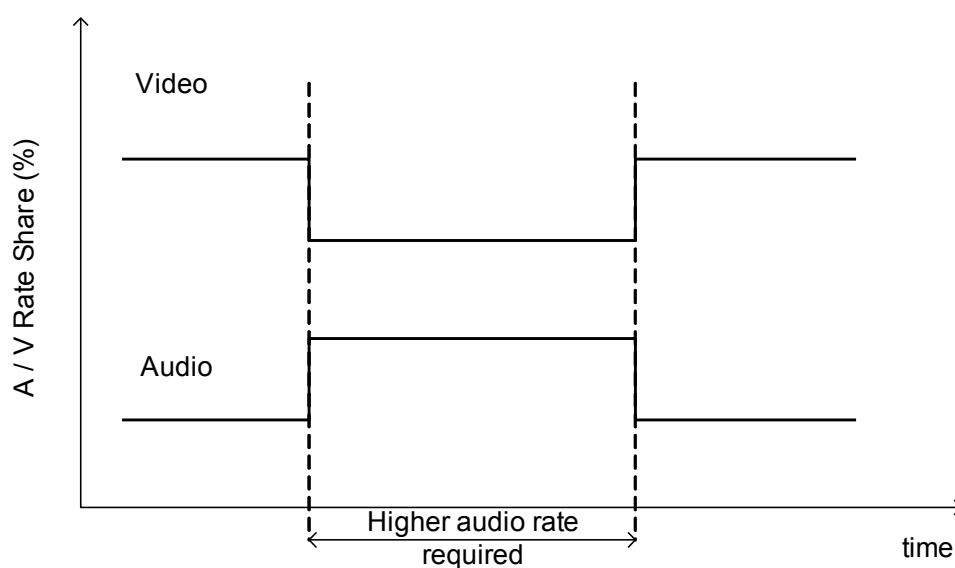 Video
A / V Rate Share (%)
Audio
Higher audio rate
required
time